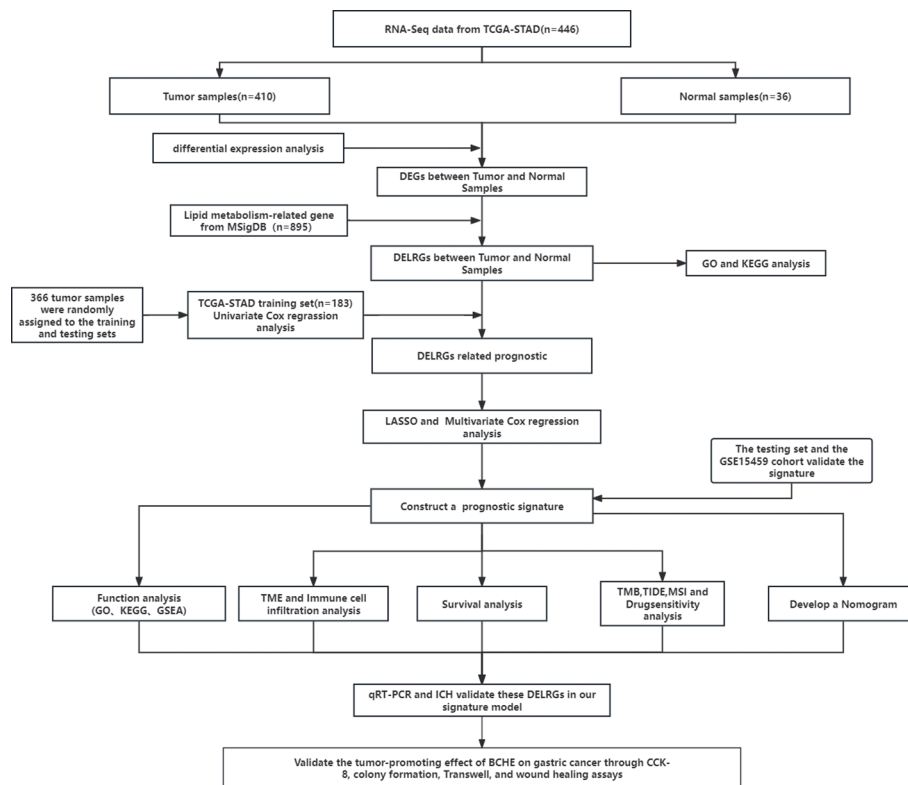 RNA-Seq data from TCGA-STAD(n=446)
Tumor samples(n=410)
Normal samples(n=36)
differential expression analysis
DEGs between Tumor and Normal
Samples
Lipid metabolism-related gene
from MSigDB (n=895)
DELRGs between Tumor and Normal
Samples
GO and KEGG analysis
366 tumor samples
were randomly
assigned to the training
and testing sets
TCGA-STAD training set(n=183)
Univariate Cox regrassion
analysis
DELRGs related prognostic
LASSO and Multivariate Cox regression
analysis
The testing set and the
GSE15459 cohort validate the
signature
Construct a prognostic signature
Function analysis
(GO、KEGG、GSEA)
TME and Immune cell
infiltration analysis
Survival analysis
TMB,TIDE,MSI and
Drugsensitivity
analysis
Develop a Nomogram
qRT-PCR and ICH validate these DELRGs in our
signature model
Validate the tumor-promoting effect of BCHE on gastric cancer through CCK-
8, colony formation, Transwell, and wound healing assays